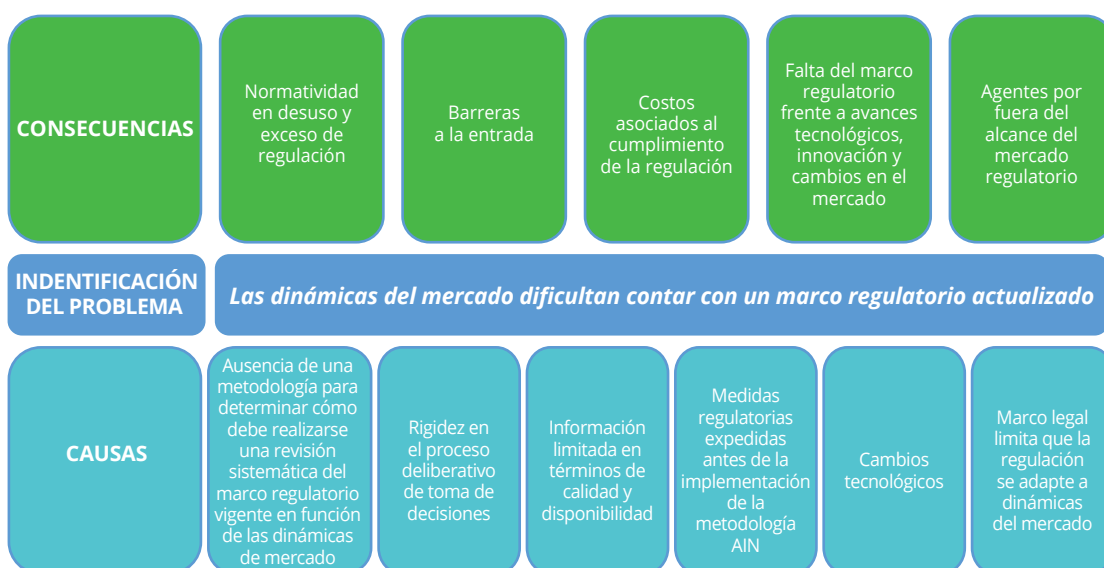 CONSECUENCIAS
Normatividad
en desuso y
exceso de
regulación
Barreras
a la entrada
Costos
asociados al
cumplimiento
de la regulación
Falta del marco
regulatorio
frente a avances
tecnológicos,
innovación y
cambios en el
mercado
Agentes por
fuera del
alcance del
mercado
regulatorio
INDENTIFICACIÓN
DEL PROBLEMA
Las dinámicas del mercado dificultan contar con un marco regulatorio actualizado
CAUSAS
Ausencia de una
metodología para
determinar cómo
debe realizarse
una revisión
sistemática del
marco regulatorio
vigente en función
de las dinámicas
de mercado
Rigidez en
el proceso
deliberativo
de toma de
decisiones
Información
limitada en
términos de
calidad y
disponibilidad
Medidas
regulatorias
expedidas
antes de la
implementación
de la
metodología
AIN
Cambios
tecnológicos
Marco legal
limita que la
regulación
se adapte a
dinámicas
del mercado